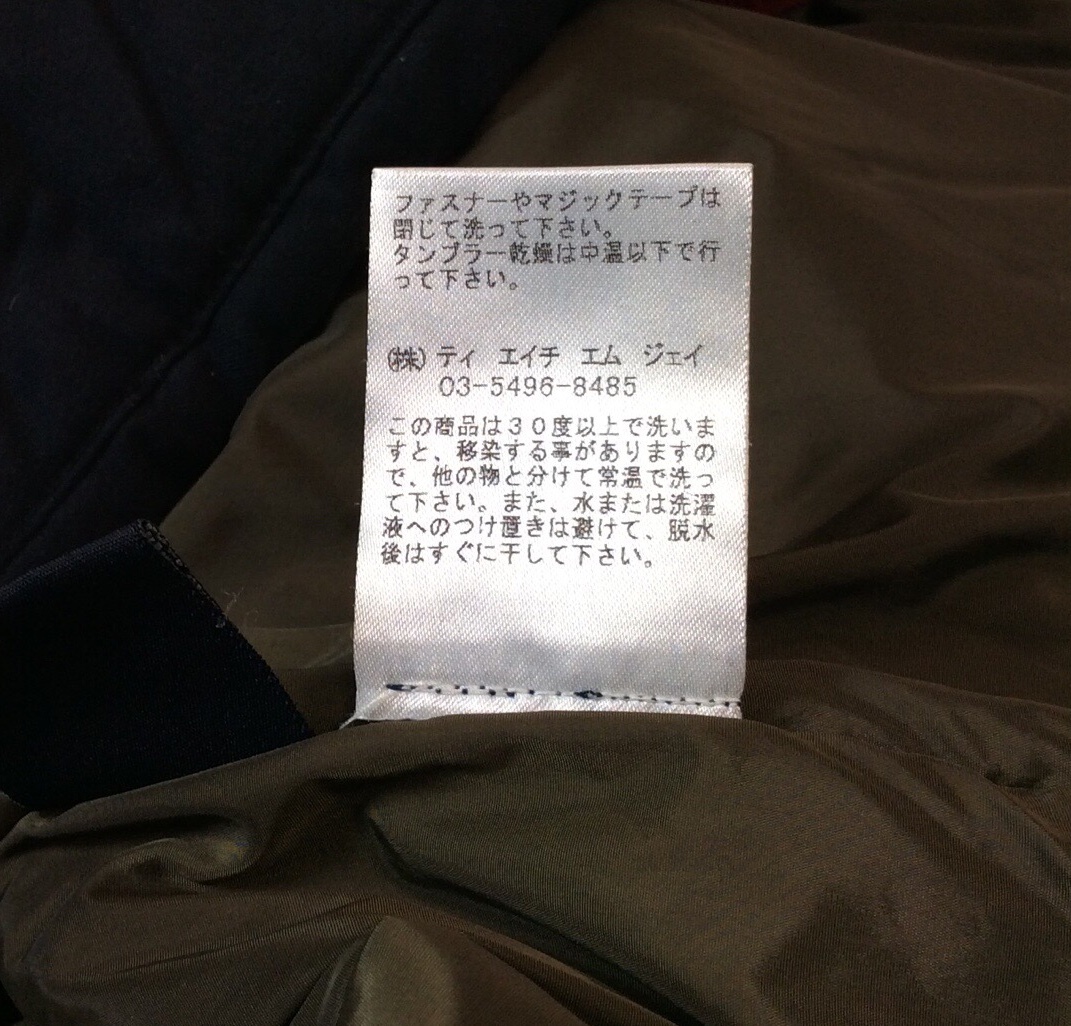 ファスナーやマジックテープは
閉じて洗って下さい。
タンブラー乾燥は中温以下で行
って下さい。
㈱ ティ エイチ エム ジェイ
03-5496-8485
この商品は３０度以上で洗いま
すと、移染する事がありますの
で、他の物と分けて常温で洗っ
て下さい。また、水または洗濯
液へのつけ置きは避けて、脱水
後はすぐに干して下さい。